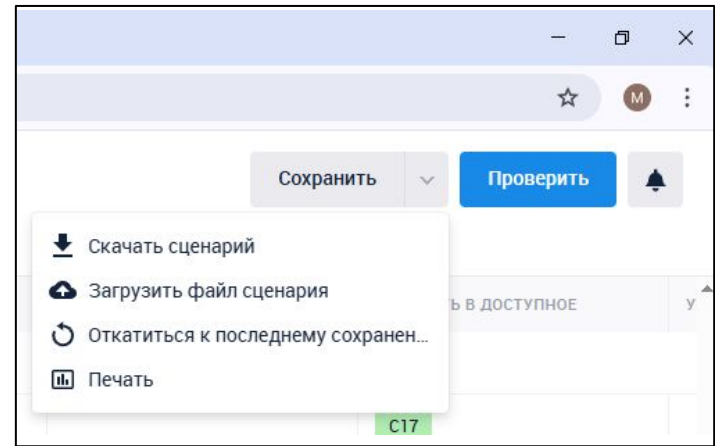 M
Сохранить
Проверить
Скачать сценарий
Загрузить файл сценария
Ь В ДОСТУПНОЕ
У
Откатиться к последнему сохранен...
Печать
C17